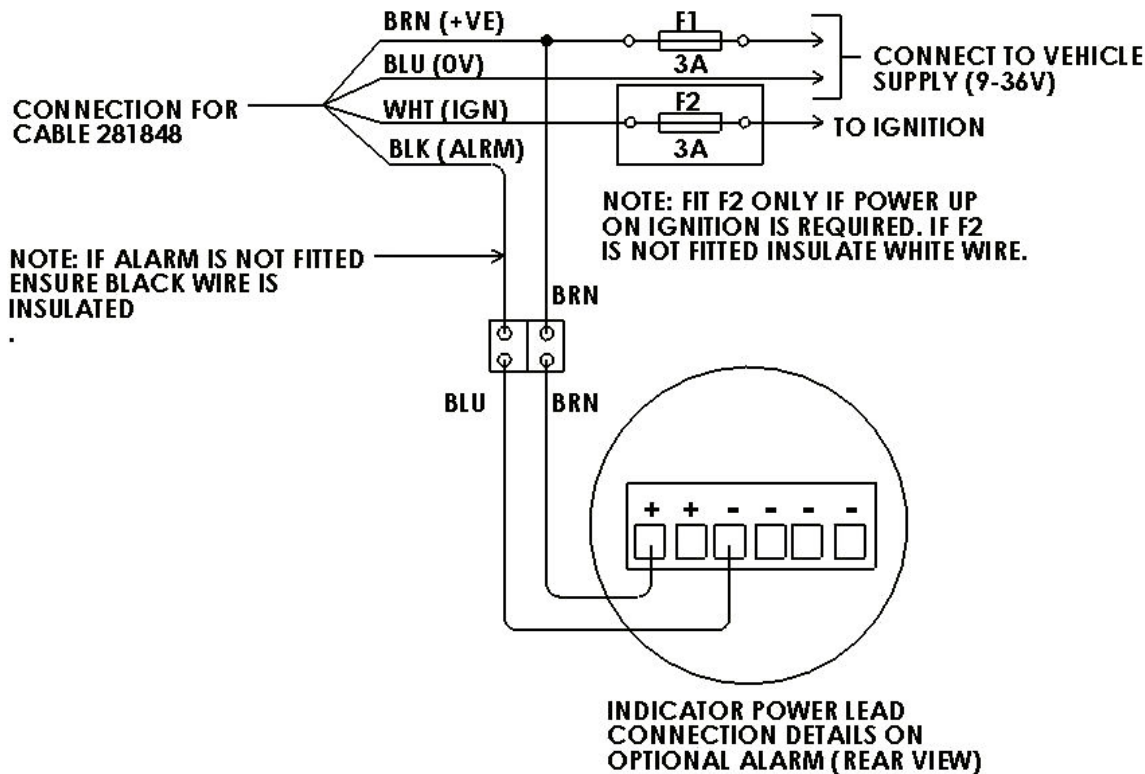 BRN (+VE)
F1
3A
BLU (0V)
CONNECT TO VEHICLE
SUPPLY (9-36V)
CONNECTION FOR
CABLE 281848
WHT (IGN)
F2
3A
TO IGNITION
BLK (ALRM)
NOTE: FIT F2 ONLY IF POWER UP
ON IGNITION IS REQUIRED. IF F2
IS NOT FITTED INSULATE WHITE WIRE.
NOTE: IF ALARM IS NOT FITTED
ENSURE BLACK WIRE IS
INSULATED
.
BRN
BLU
BRN
+ + - - - -
INDICATOR POWER LEAD
CONNECTION DETAILS ON
OPTIONAL ALARM (REAR VIEW)